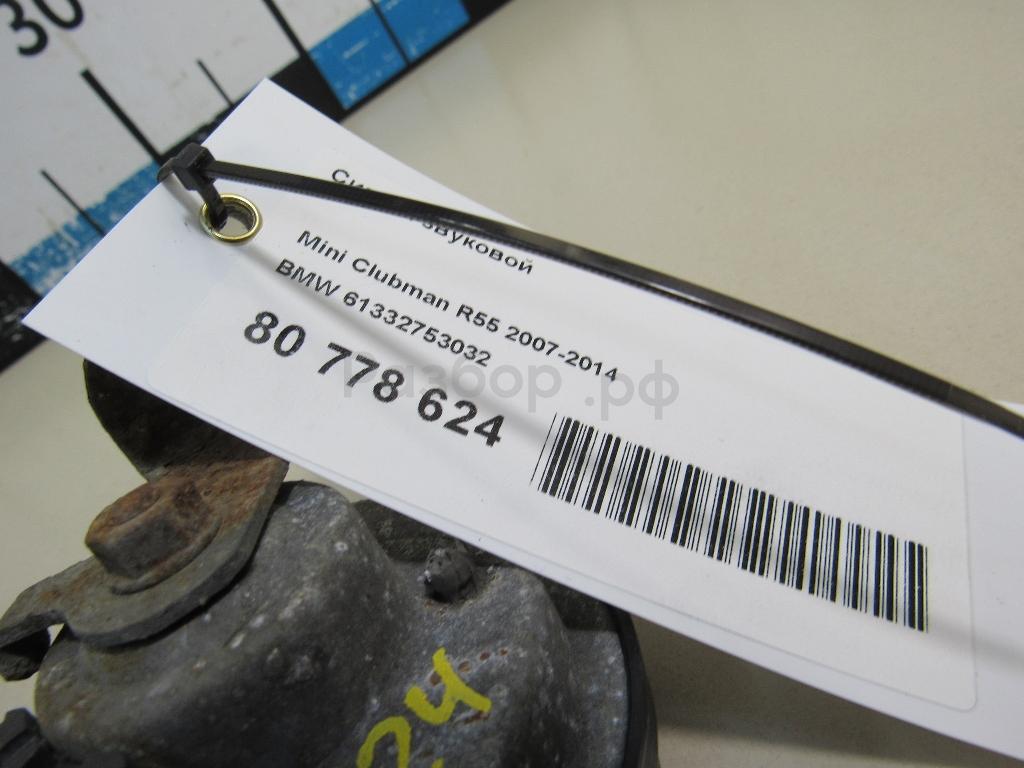 30
звуковой
Mini Clubman R55 2007-2014
BMW 61332753032
80 778 624
Разбор.рф
24